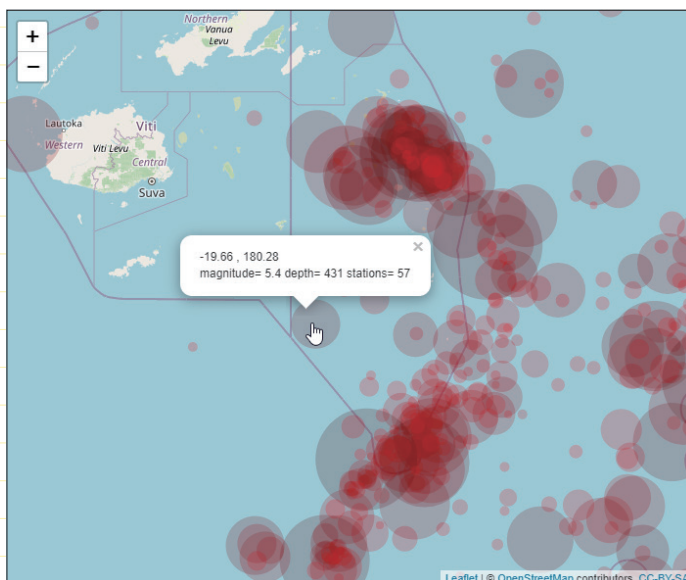 +
−
Northern
Vanua
Levu
Lautoka
Viti
Western
Viti Levu
Central
Suva
×
-19.66 , 180.28
magnitude= 5.4 depth= 431 stations= 57
Leaflet | © OpenStreetMap contributors, CC-BY-SA